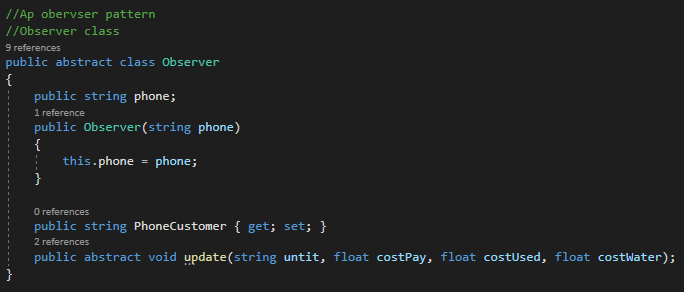 //Ap obervser pattern
//Observer class
9 references
public abstract class Observer
{
public string phone;
1 reference
public Observer(string phone)
{
this.phone = phone;
}
0 references
public string PhoneCustomer { get; set; }
2 references
public abstract void update(string untit, float costPay, float costUsed, float costWater);
}